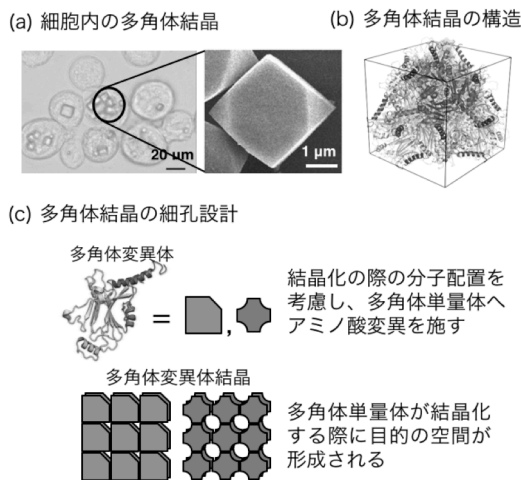 (a) 細胞内の多角体結晶
(b) 多角体結晶の構造
20 µm
1 µm
(c) 多角体結晶の細孔設計
多角体変異体
= ,
結晶化の際の分子配置を
考慮し、多角体単量体へ
アミノ酸変異を施す
多角体変異体結晶
多角体単量体が結晶化
する際に目的の空間が
形成される